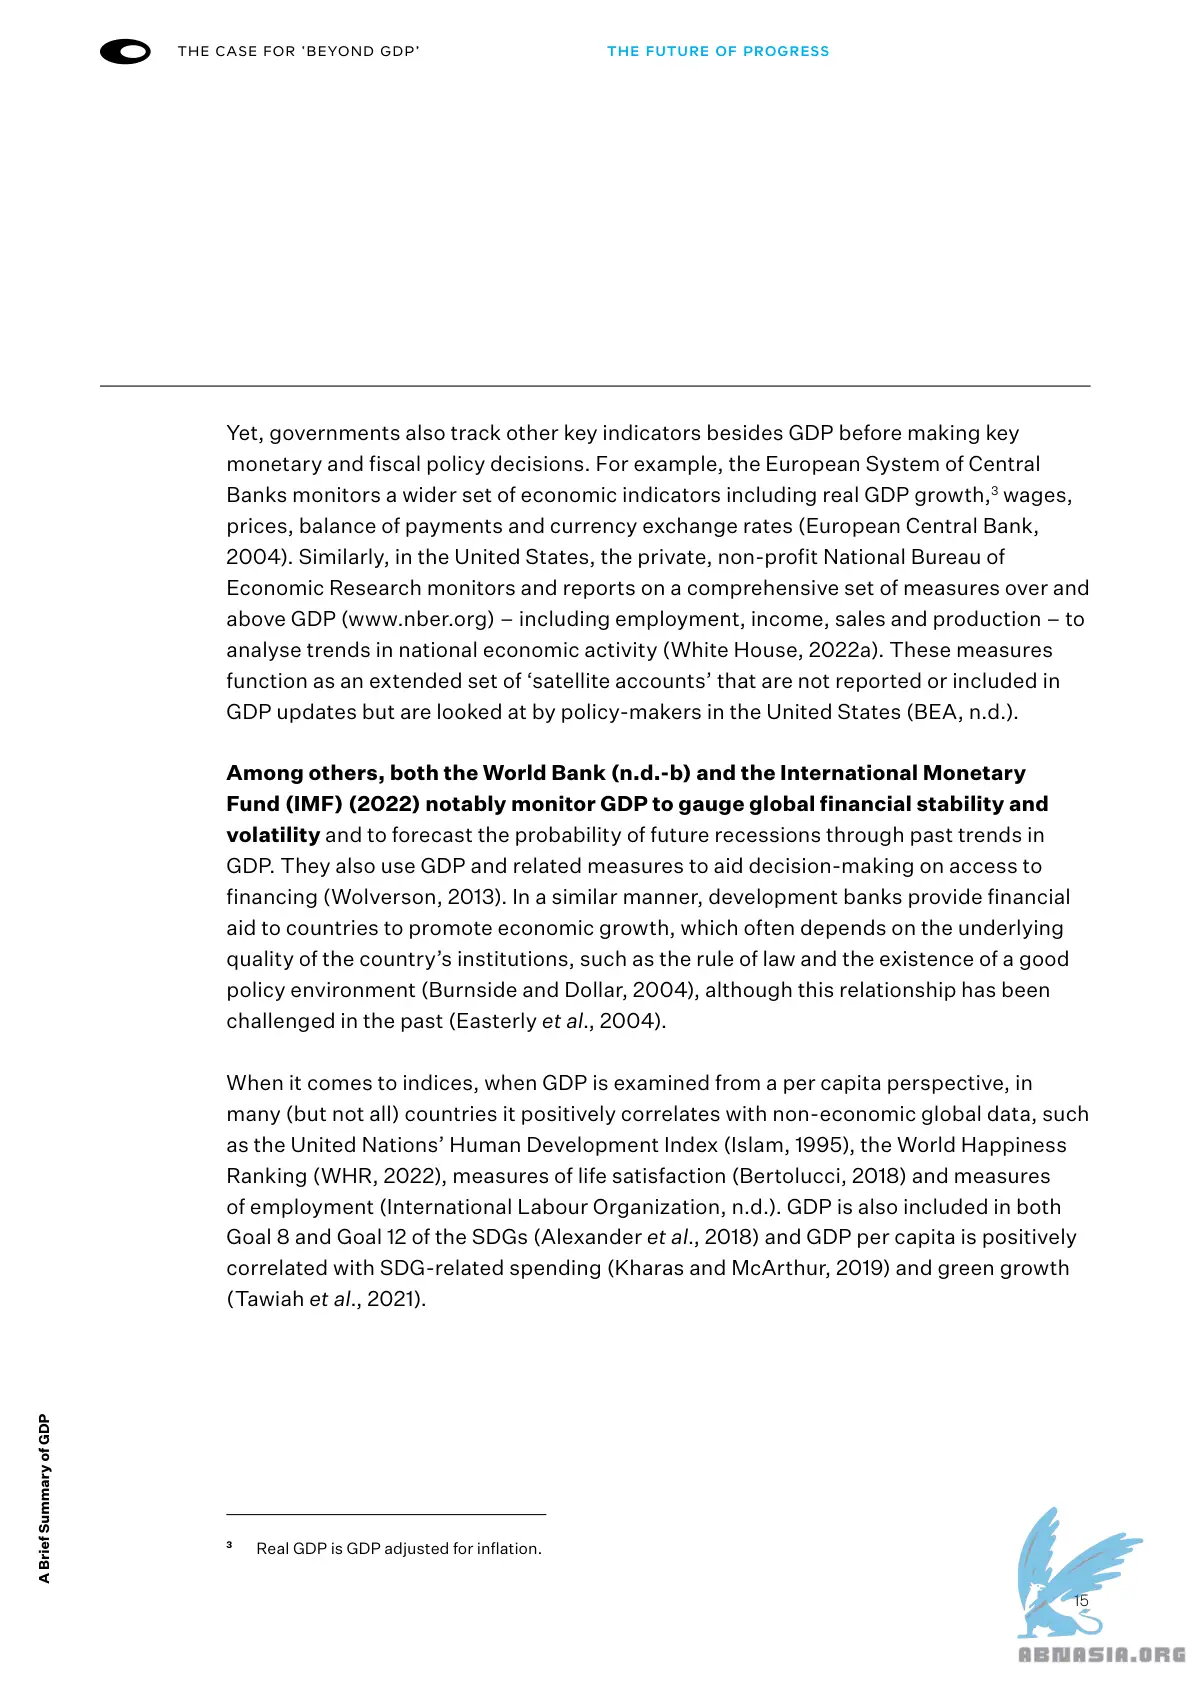 THE CASE FOR 'BEYOND GDP'
THE FUTURE OF PROGRESS
Yet, governments also track other key indicators besides GDP before making key
monetary and fiscal policy decisions. For example, the European System of Central
Banks monitors a wider set of economic indicators including real GDP growth,³ wages,
prices, balance of payments and currency exchange rates (European Central Bank,
2004). Similarly, in the United States, the private, non-profit National Bureau of
Economic Research monitors and reports on a comprehensive set of measures over and
above GDP (www.nber.org) – including employment, income, sales and production – to
analyse trends in national economic activity (White House, 2022a). These measures
function as an extended set of ‘satellite accounts’ that are not reported or included in
GDP updates but are looked at by policy-makers in the United States (BEA, n.d.).
Among others, both the World Bank (n.d.-b) and the International Monetary
Fund (IMF) (2022) notably monitor GDP to gauge global financial stability and
volatility and to forecast the probability of future recessions through past trends in
GDP. They also use GDP and related measures to aid decision-making on access to
financing (Wolverson, 2013). In a similar manner, development banks provide financial
aid to countries to promote economic growth, which often depends on the underlying
quality of the country’s institutions, such as the rule of law and the existence of a good
policy environment (Burnside and Dollar, 2004), although this relationship has been
challenged in the past (Easterly et al., 2004).
When it comes to indices, when GDP is examined from a per capita perspective, in
many (but not all) countries it positively correlates with non-economic global data, such
as the United Nations’ Human Development Index (Islam, 1995), the World Happiness
Ranking (WHR, 2022), measures of life satisfaction (Bertolucci, 2018) and measures
of employment (International Labour Organization, n.d.). GDP is also included in both
Goal 8 and Goal 12 of the SDGs (Alexander et al., 2018) and GDP per capita is positively
correlated with SDG-related spending (Kharas and McArthur, 2019) and green growth
(Tawiah et al., 2021).
A Brief Summary of GDP
³ Real GDP is GDP adjusted for inflation.
15
ABNASIA.ORG